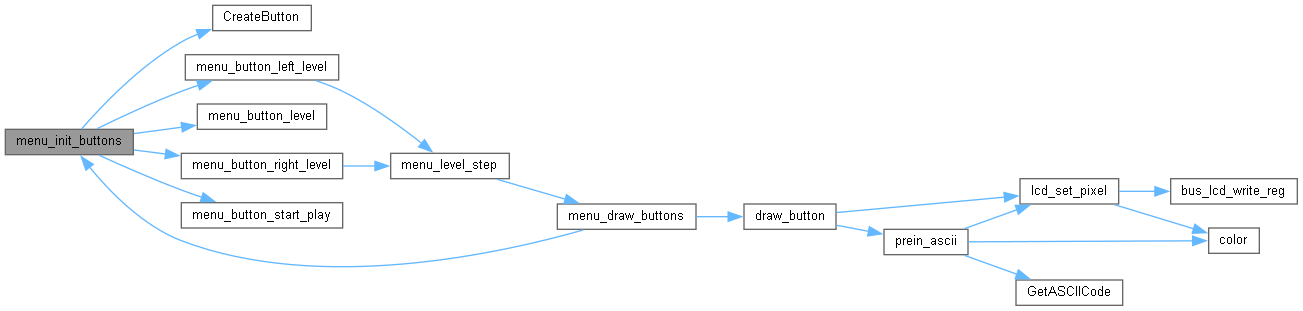 CreateButton
menu_button_left_level
menu_button_level
menu_init_buttons
menu_button_right_level
menu_level_step
lcd_set_pixel
bus_lcd_write_reg
menu_button_start_play
menu_draw_buttons
draw_button
prein_ascii
color
GetASCIICode